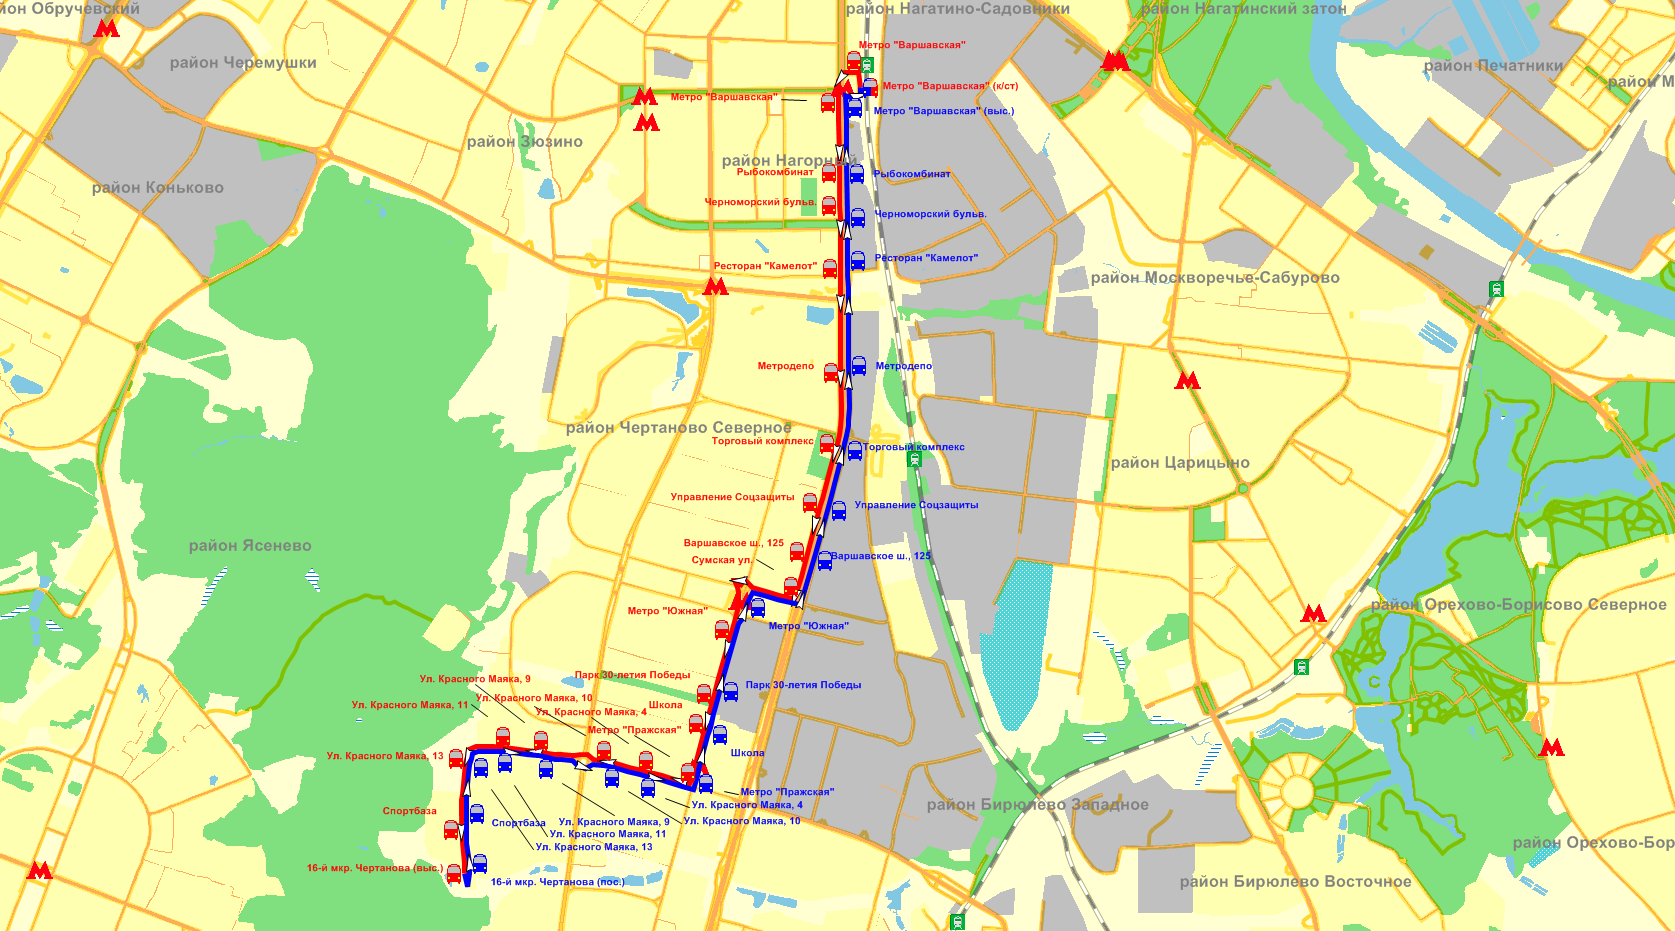 йон Обручевский
район Нагатино-Садовники
район Нагатинский затон
Метро "Варшавская"
район Черемушки
район Печатники
район М
Метро "Варшавская" (к/ст)
Метро "Варшавская"
Метро "Варшавская" (выс.)
район Зюзино
район Нагорный
Рыбокомбинат
Рыбокомбинат
район Коньково
Черноморский бульв.
Черноморский бульв.
Ресторан "Камелот"
Ресторан "Камелот"
район Москворечье-Сабурово
Метродепо
Метродепо
район Чертаново Северное
Торговый комплекс
Торговый комплекс
район Царицыно
Управление Соцзащиты
Управление Соцзащиты
район Ясенево
Варшавское ш., 125
Варшавское ш., 125
Сумская ул.
Метро "Южная"
район Орехово-Борисово Северное
Метро "Южная"
Ул. Красного Маяка, 9
Парк 30-летия Победы
Парк 30-летия Победы
Ул. Красного Маяка, 10
Ул. Красного Маяка, 11
Школа
Ул. Красного Маяка, 4
Метро "Пражская"
Ул. Красного Маяка, 13
Школа
Метро "Пражская"
Ул. Красного Маяка, 4
район Бирюлево Западное
Спортбаза
Спортбаза
Ул. Красного Маяка, 9
Ул. Красного Маяка, 10
Ул. Красного Маяка, 11
Ул. Красного Маяка, 13
район Орехово-Бор
16-й мкр. Чертанова (выс.)
16-й мкр. Чертанова (пос.)
район Бирюлево Восточное